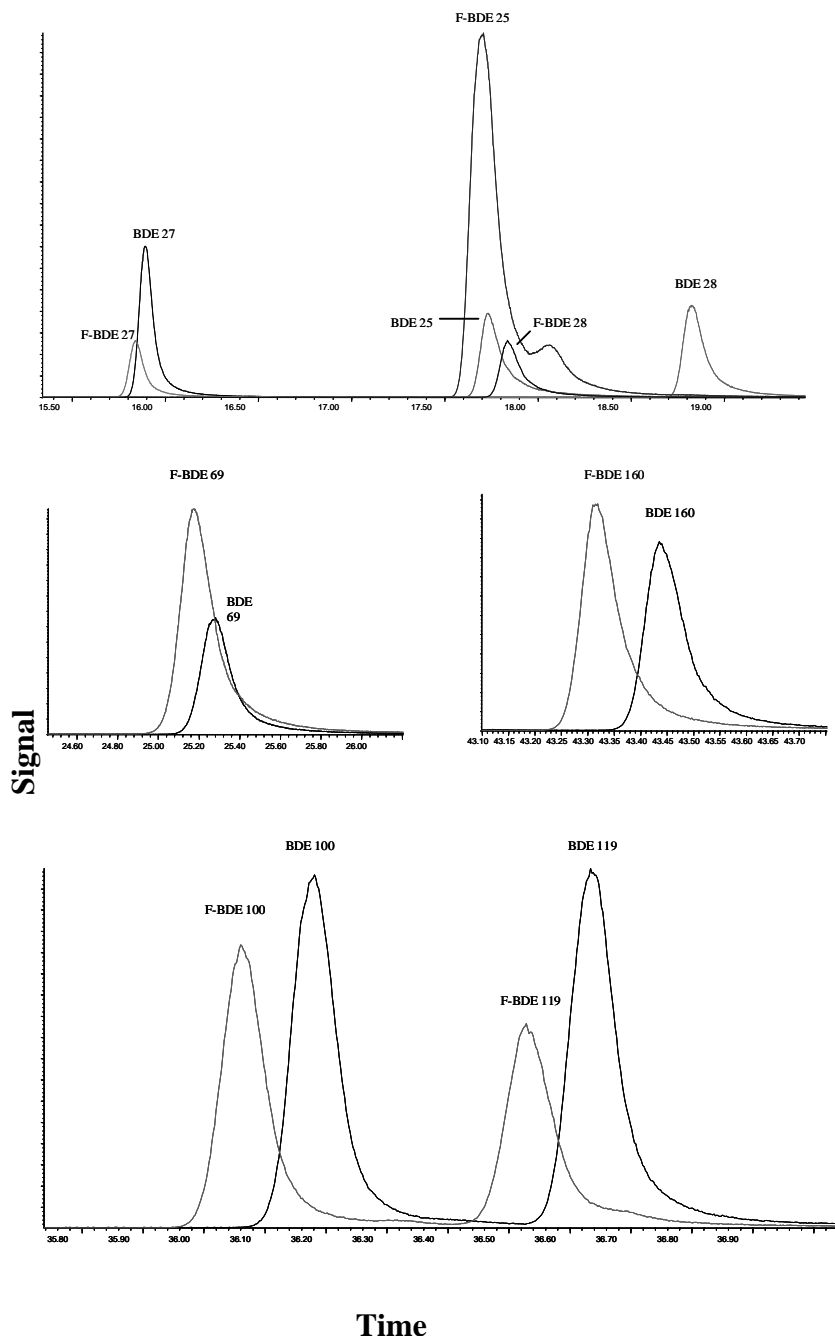 F-BDE 25
BDE 27
F-BDE 27
BDE 25
F-BDE 28
BDE 28
15.50 16.00 16.50 17.00 17.50 18.00 18.50 19.00
F-BDE 69
BDE
69
24.60 24.80 25.00 25.20 25.40 25.60 25.80 26.00
F-BDE 160
BDE 160
43.10 43.15 43.20 43.25 43.30 43.35 43.40 43.45 43.50 43.55 43.60 43.65 43.70
Signal
BDE 100
BDE 119
F-BDE 100
F-BDE 119
35.80 35.90 36.00 36.10 36.20 36.30 36.40 36.50 36.60 36.70 36.80 36.90
Time